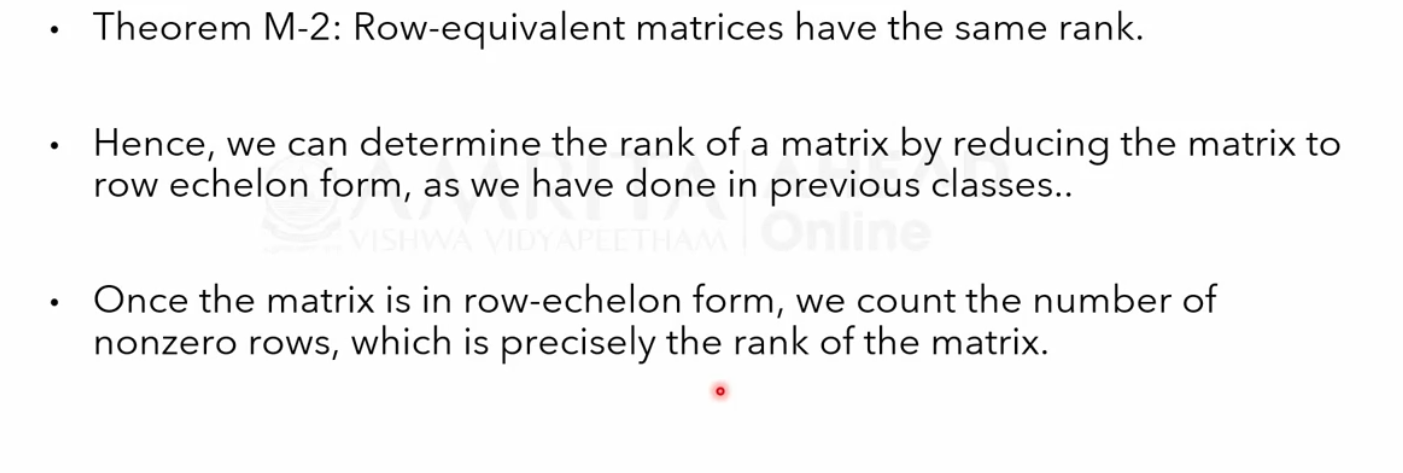 • Theorem M-2: Row-equivalent matrices have the same rank.
• Hence, we can determine the rank of a matrix by reducing the matrix to
row echelon form, as we have done in previous classes..
AMRITA AHEAD
VISHWA VIDYAPEETHAM Online
• Once the matrix is in row-echelon form, we count the number of
nonzero rows, which is precisely the rank of the matrix.